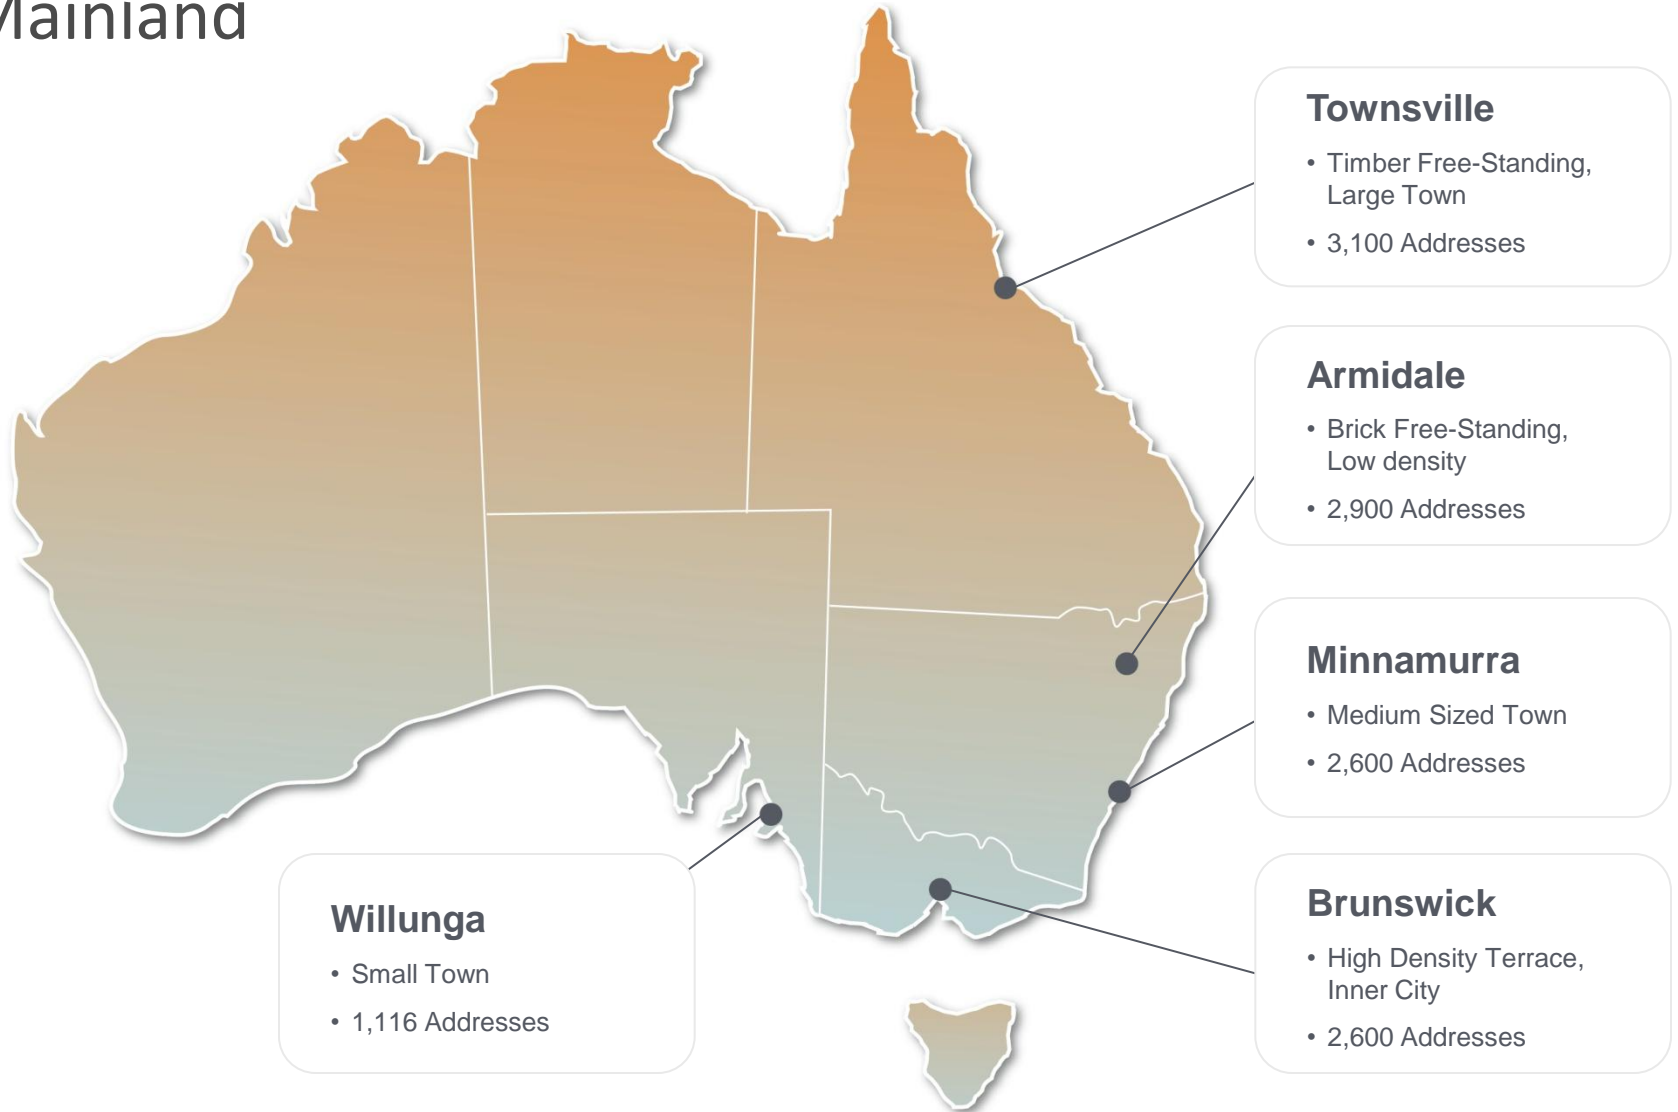 Mainland
Townsville
• Timber Free-Standing,
Large Town
• 3,100 Addresses
Armidale
• Brick Free-Standing,
Low density
• 2,900 Addresses
Minnamurra
• Medium Sized Town
• 2,600 Addresses
Brunswick
• High Density Terrace,
Inner City
• 2,600 Addresses
Willunga
• Small Town
• 1,116 Addresses